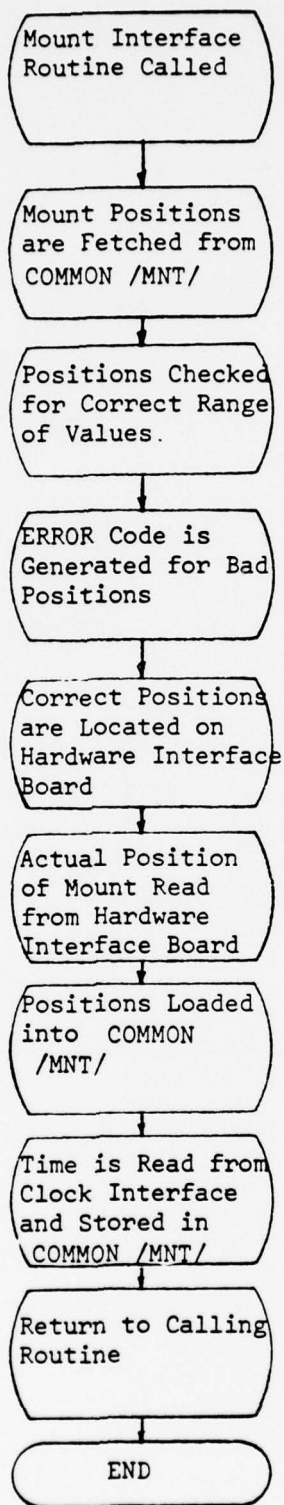 Mount Interface
Routine Called
Mount Positions
are Fetched from
COMMON /MNT/
Positions Checked
for Correct Range
of Values.
ERROR Code is
Generated for Bad
Positions
Correct Positions
are Located on
Hardware Interface
Board
Actual Position
of Mount Read
from Hardware
Interface Board
Positions Loaded
into COMMON
/MNT/
Time is Read from
Clock Interface
and Stored in
COMMON /MNT/
Return to Calling
Routine
END